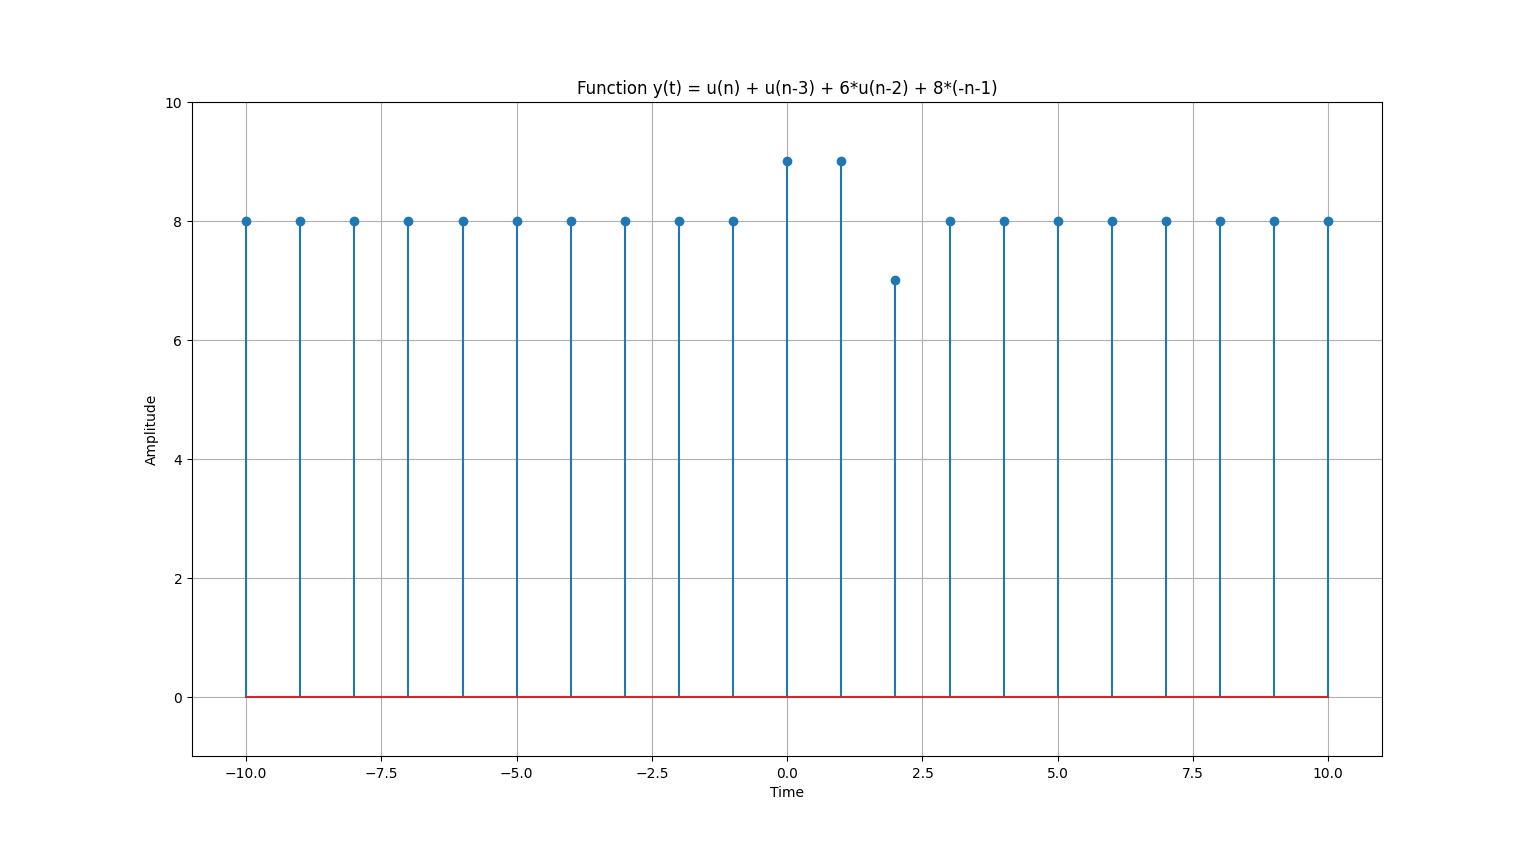 Function y(t) = u(n) + u(n-3) + 6*u(n-2) + 8*(-n-1)
10
8
6
4
2
0
Amplitude
−10.0 −7.5 −5.0 −2.5 0.0 2.5 5.0 7.5 10.0
Time